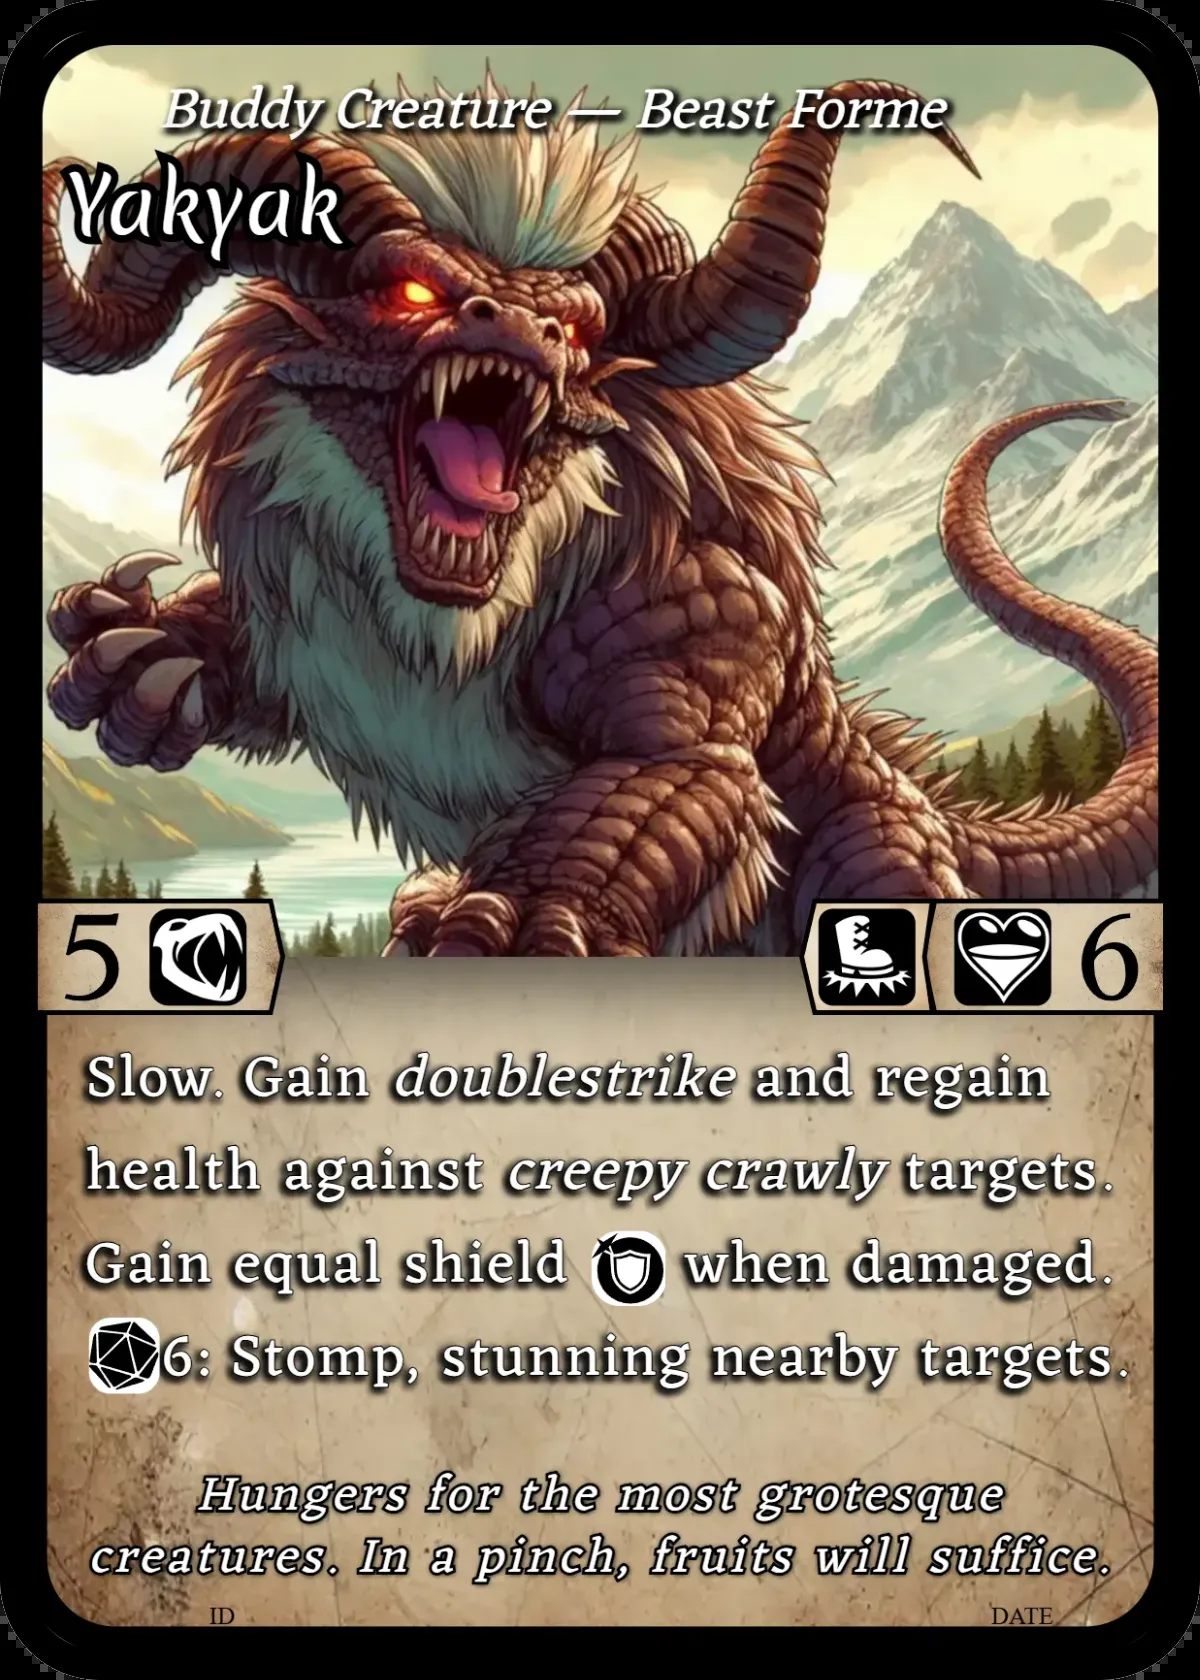 Buddy Creature — Beast Forme
Yakyak
5 6
Slow. Gain doublestrike and regain
health against creepy crawly targets.
Gain equal shield when damaged.
6: Stomp, stunning nearby targets.
Hungers for the most grotesque
creatures. In a pinch, fruits will suffice.
ID DATE